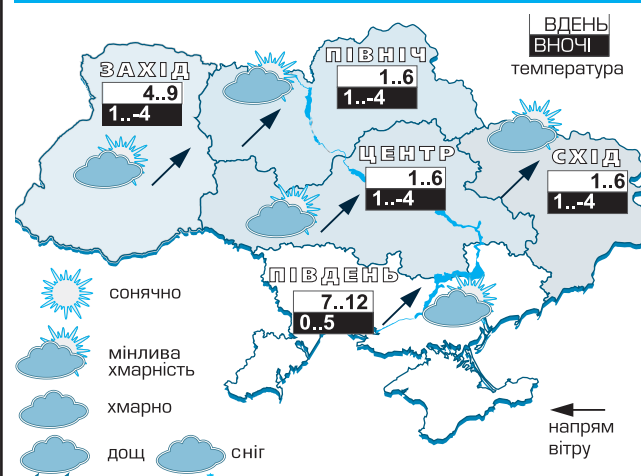 ВДЕНЬ
ВНОЧІ
температура
ПІВНІЧ
1..6
1..-4
ЗАХІД
4..9
1..-4
ЦЕНТР
1..6
1..-4
СХІД
1..6
1..-4
ПІВДЕНЬ
7..12
0..5
сонячно
мінлива
хмарність
хмарно
дощ
сніг
напрям
вітру